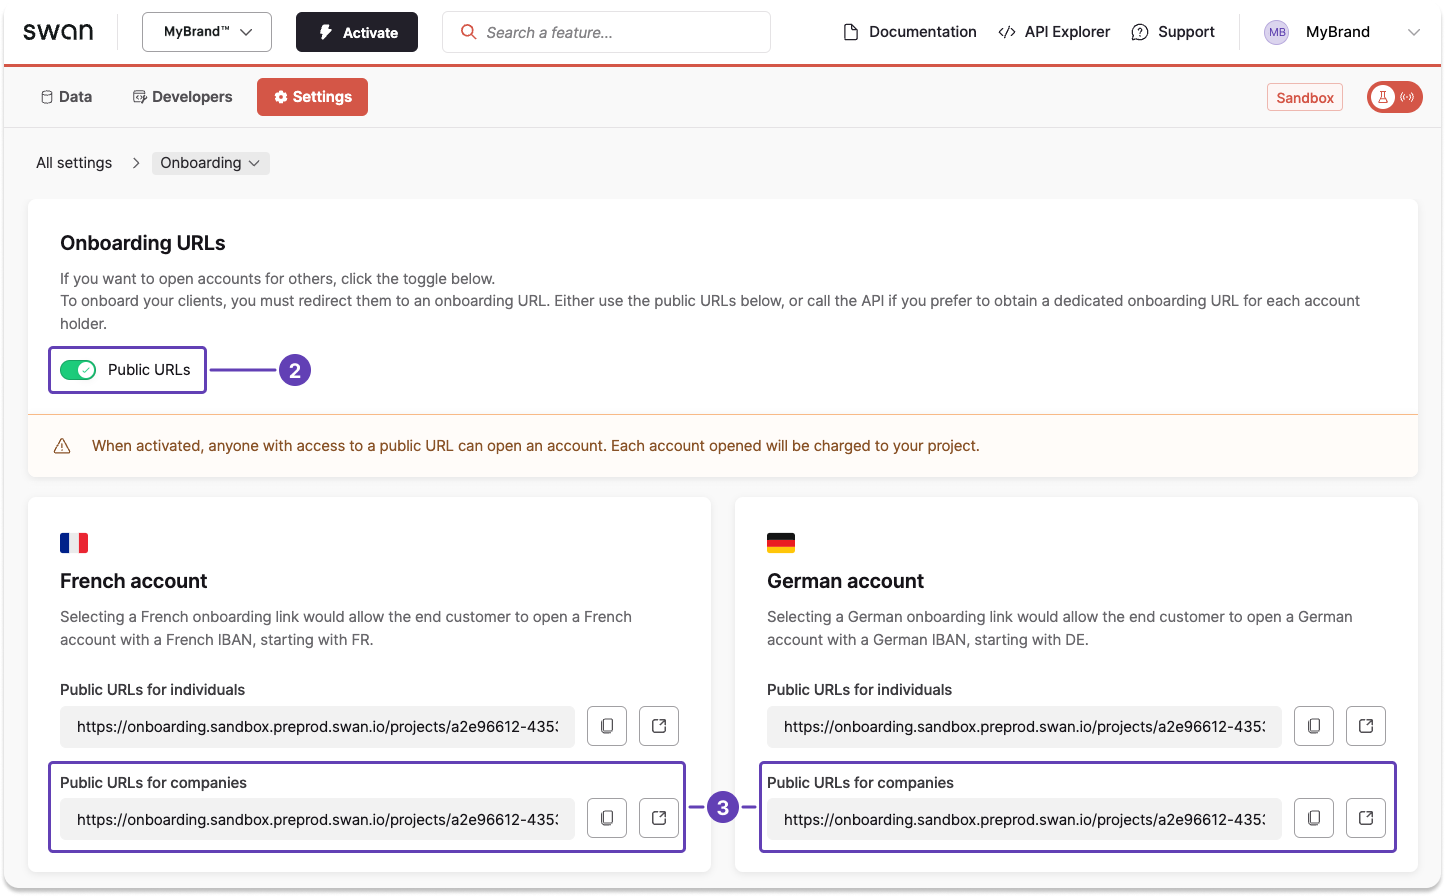 swan
MyBrand™
Activate
Search a feature...
Documentation
API Explorer
Support
MB
MyBrand
Data
Developers
Settings
Sandbox
All settings
Onboarding
Onboarding URLs
If you want to open accounts for others, click the toggle below.
To onboard your clients, you must redirect them to an onboarding URL. Either use the public URLs below, or call the API if you prefer to obtain a dedicated onboarding URL for each account
holder.
Public URLs
2
When activated, anyone with access to a public URL can open an account. Each account opened will be charged to your project.
French account
Selecting a French onboarding link would allow the end customer to open a French
account with a French IBAN, starting with FR.
Public URLs for individuals
https://onboarding.sandbox.preprod.swan.io/projects/a2e96612-435
Public URLs for companies
https://onboarding.sandbox.preprod.swan.io/projects/a2e96612-435
3
German account
Selecting a German onboarding link would allow the end customer to open a German
account with a German IBAN, starting with DE.
Public URLs for individuals
https://onboarding.sandbox.preprod.swan.io/projects/a2e96612-435
Public URLs for companies
https://onboarding.sandbox.preprod.swan.io/projects/a2e96612-435